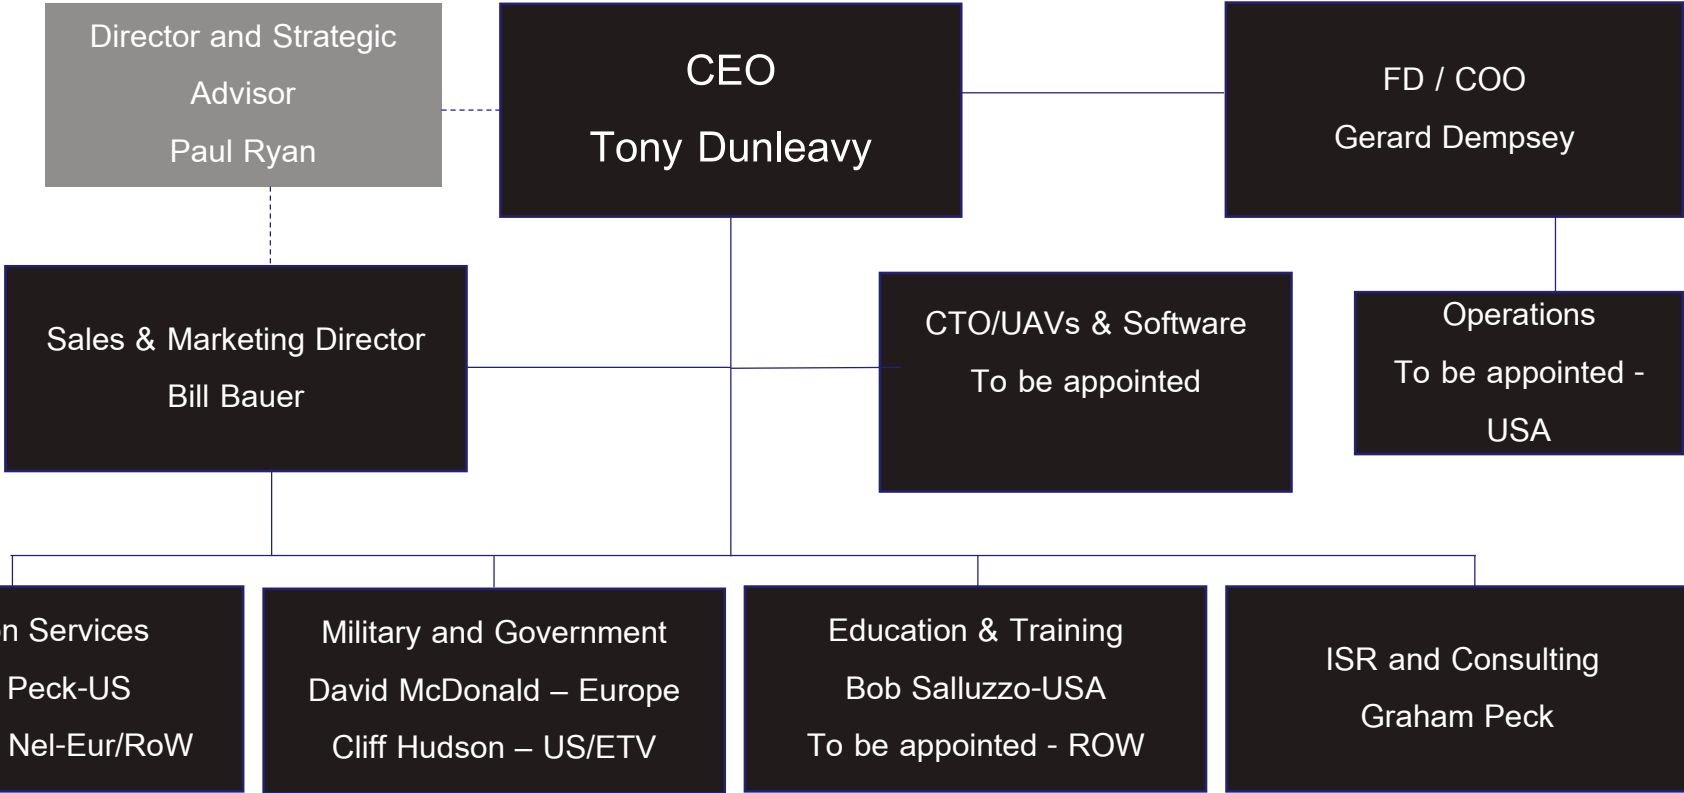 Director and Strategic
Advisor
Paul Ryan
CEO
Tony Dunleavy
FD / COO
Gerard Dempsey
Sales & Marketing Director
Bill Bauer
CTO/UAVs & Software
To be appointed
Operations
To be appointed -
USA
Services
Peck-US
Nel-Eur/RoW
Military and Government
David McDonald – Europe
Cliff Hudson – US/ETV
Education & Training
Bob Salluzzo-USA
To be appointed - ROW
ISR and Consulting
Graham Peck